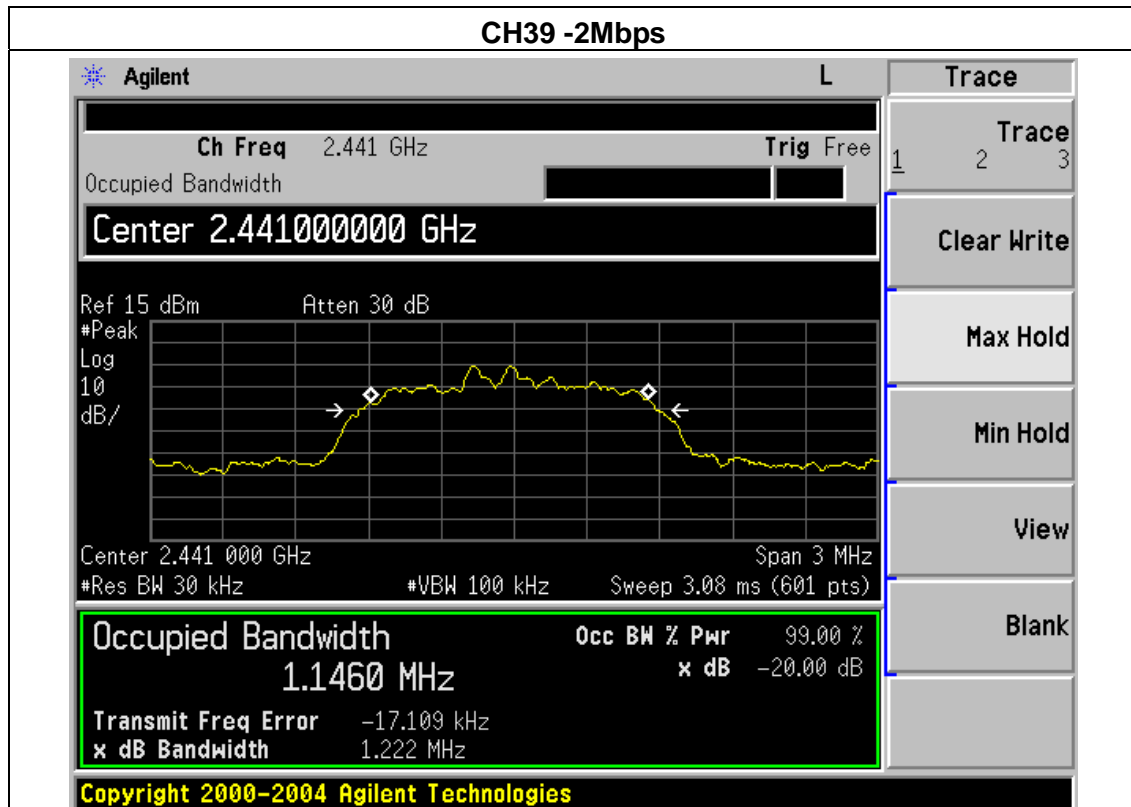 CH39 -2Mbps
Agilent L Trace
Ch Freq 2.441 GHz Trig Free
Occupied Bandwidth
Center 2.441000000 GHz
Ref 15 dBm Atten 30 dB
#Peak
Log
10
dB/
Center 2.441 000 GHz Span 3 MHz
#Res BW 30 kHz #VBW 100 kHz Sweep 3.08 ms (601 pts)
Occupied Bandwidth Occ BW % Pwr 99.00 %
1.1460 MHz x dB -20.00 dB
Transmit Freq Error -17.109 kHz
x dB Bandwidth 1.222 MHz
Trace
1 2 3
Clear Write
Max Hold
Min Hold
View
Blank
Copyright 2000-2004 Agilent Technologies